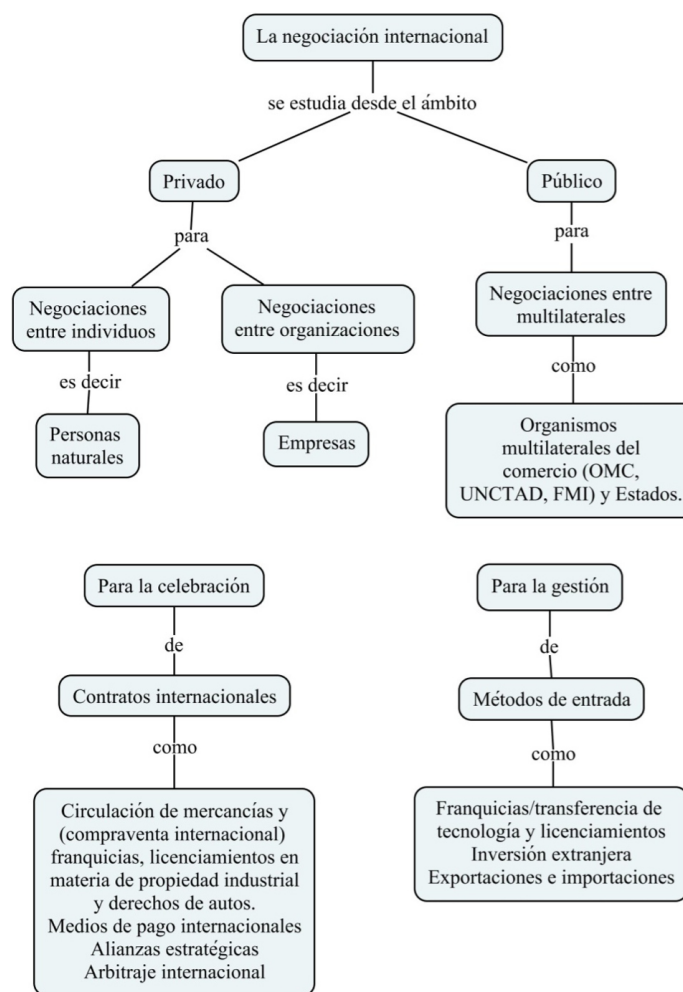 La negociación internacional
se estudia desde el ámbito
Privado
Público
para
para
Negociaciones
entre individuos
Negociaciones
entre organizaciones
Negociaciones entre
multilaterales
es decir
es decir
como
Personas
naturales
Empresas
Organismos
multilaterales del
comercio (OMC,
UNCTAD, FMI) y Estados.
Para la celebración
de
Contratos internacionales
como
Circulación de mercancías y
(compraventa internacional)
franquicias, licenciamientos en
materia de propiedad industrial
y derechos de autos.
Medios de pago internacionales
Alianzas estratégicas
Arbitraje internacional
Para la gestión
de
Métodos de entrada
como
Franquicias/transferencia de
tecnología y licenciamientos
Inversión extranjera
Exportaciones e importaciones